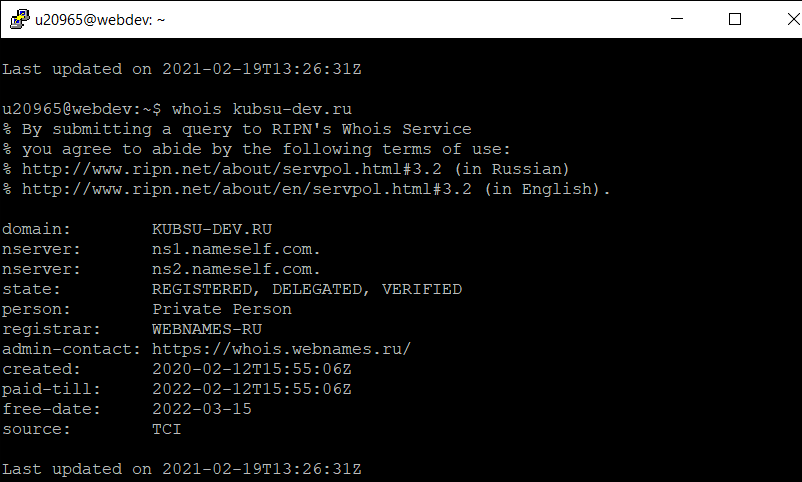 u20965@webdev: ~
Last updated on 2021-02-19T13:26:31Z
u20965@webdev:~$ whois kubsu-dev.ru
% By submitting a query to RIPN's Whois Service
% you agree to abide by the following terms of use:
% http://www.ripn.net/about/servpol.html#3.2 (in Russian)
% http://www.ripn.net/about/en/servpol.html#3.2 (in English).
domain: KUBSU-DEV.RU
nserver: ns1.nameself.com.
nserver: ns2.nameself.com.
state: REGISTERED, DELEGATED, VERIFIED
person: Private Person
registrar: WEBNAMES-RU
admin-contact: https://whois.webnames.ru/
created: 2020-02-12T15:55:06Z
paid-till: 2022-02-12T15:55:06Z
free-date: 2022-03-15
source: TCI
Last updated on 2021-02-19T13:26:31Z